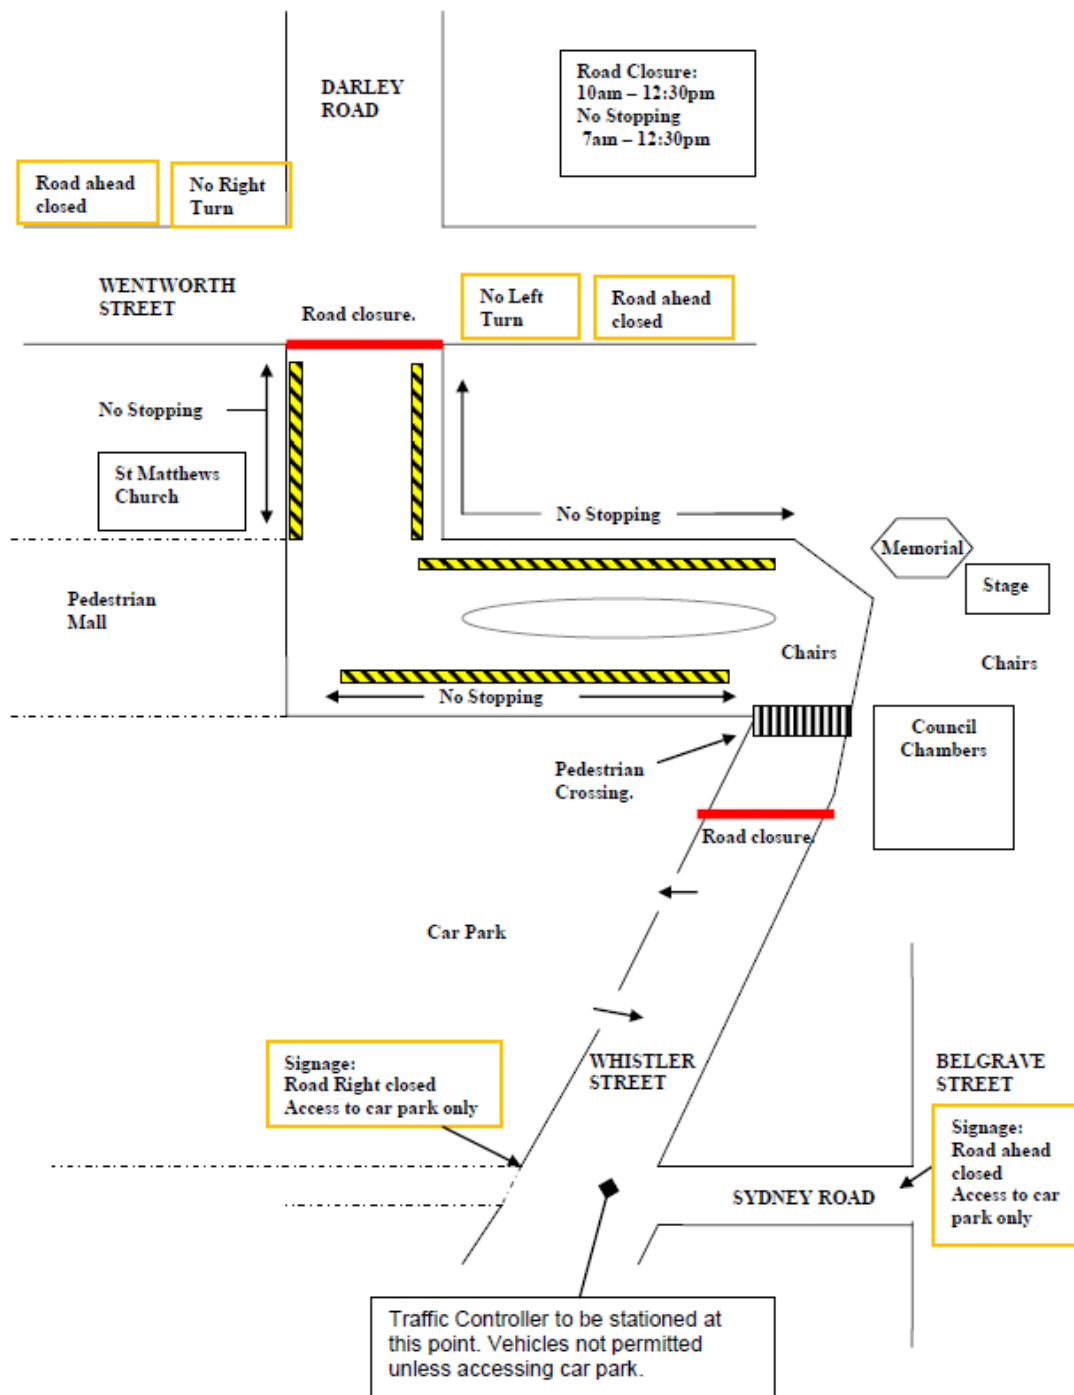 DARLEY
ROAD
Road Closure:
10am – 12:30pm
No Stopping
7am – 12:30pm
Road ahead
closed
No Right
Turn
WENTWORTH
STREET
Road closure.
No Left
Turn
Road ahead
closed
No Stopping
St Matthews
Church
No Stopping
Memorial
Stage
Pedestrian
Mall
Chairs
Chairs
No Stopping
Council
Chambers
Pedestrian
Crossing.
Road closure.
Car Park
Signage:
Road Right closed
Access to car park only
WHISTLER
STREET
BELGRAVE
STREET
Signage:
Road ahead
closed
Access to car
park only
SYDNEY ROAD
Traffic Controller to be stationed at
this point. Vehicles not permitted
unless accessing car park.